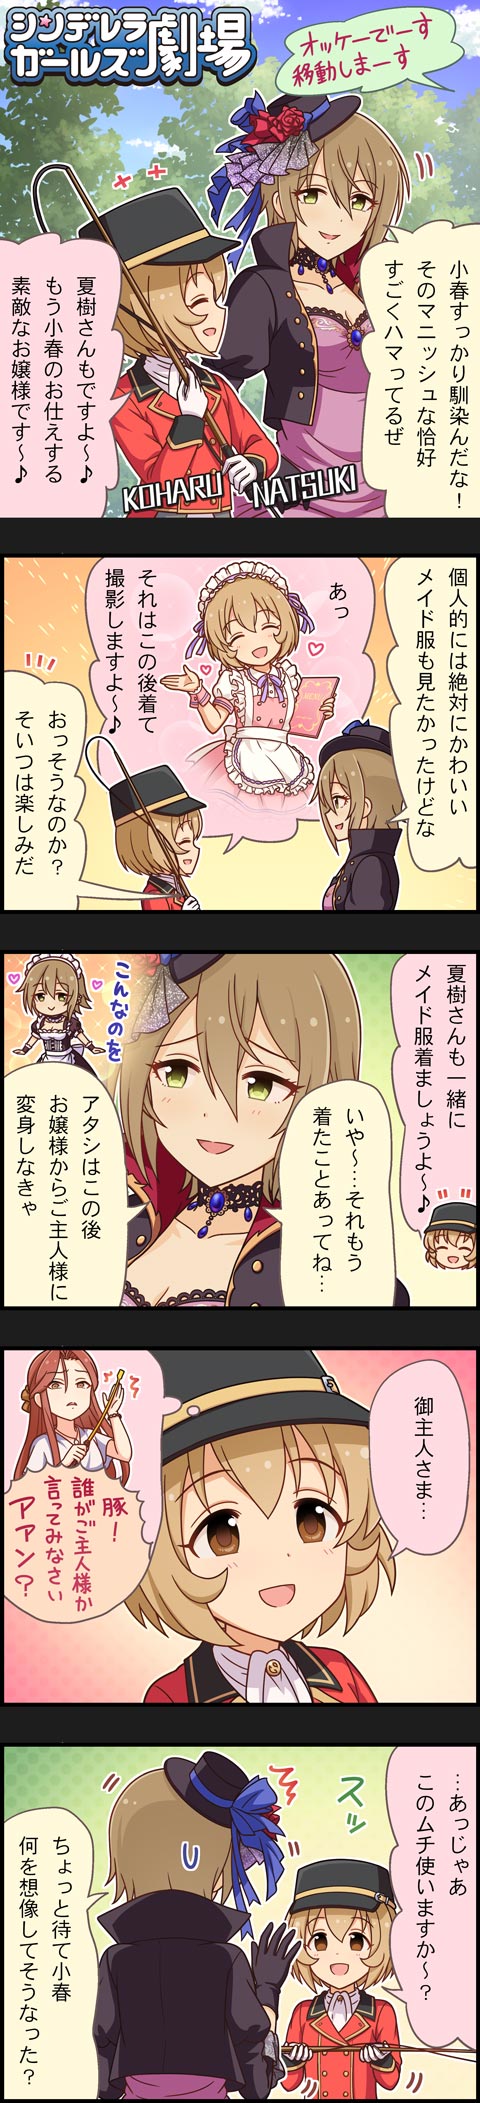 シンデレラ
ガールズ劇場
オッケーでーす
移動しまーす
小春すっかり馴染んだな！
そのマニッシュな恰好
すごくハマってるぜ
夏樹さんもですよ～♪
もう小春のお仕えする
素敵なお嬢様です～♪
KOHARU
NATSUKI
個人的には絶対にかわいい
メイド服も見たかったけどな
あっ
それはこの後着て
撮影しますよ～♪
MENU
おっそうなのか？
そいつは楽しみだ
夏樹さんも一緒に
メイド服着ましょうよ～♪
いや～…それもう
着たことあってね…
こんなのを
アタシはこの後
お嬢様からご主人様に
変身しなきゃ
御主人さま…
豚！
誰がご主人様か
言ってみなさい
アァン？
…あっじゃあ
このムチ使いますか～？
スッ
ちょっと待て小春
何を想像してそうなった？